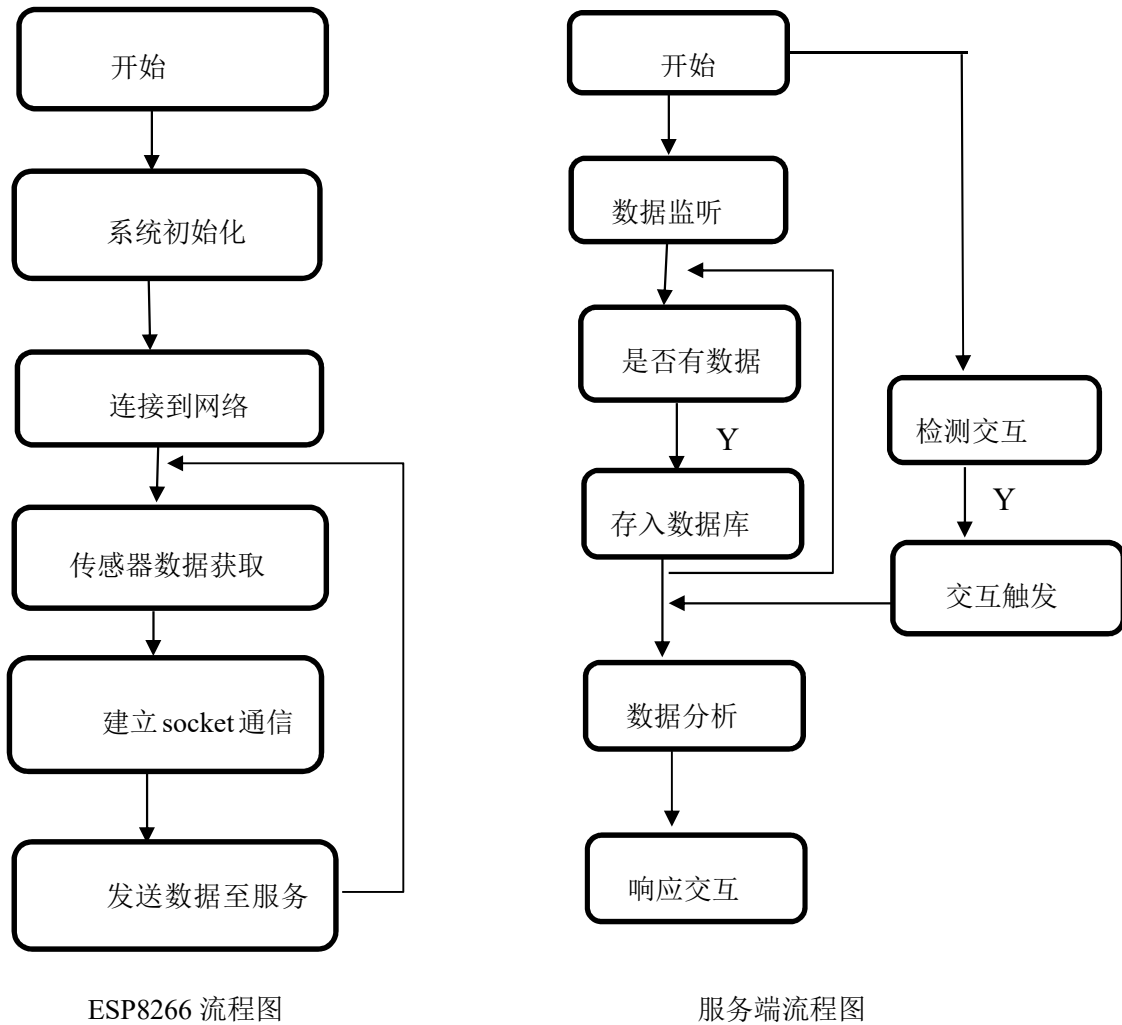 开始
系统初始化
连接到网络
传感器数据获取
建立socket通信
发送数据至服务
ESP8266 流程图
开始
数据监听
是否有数据
Y
存入数据库
检测交互
Y
交互触发
数据分析
响应交互
服务端流程图